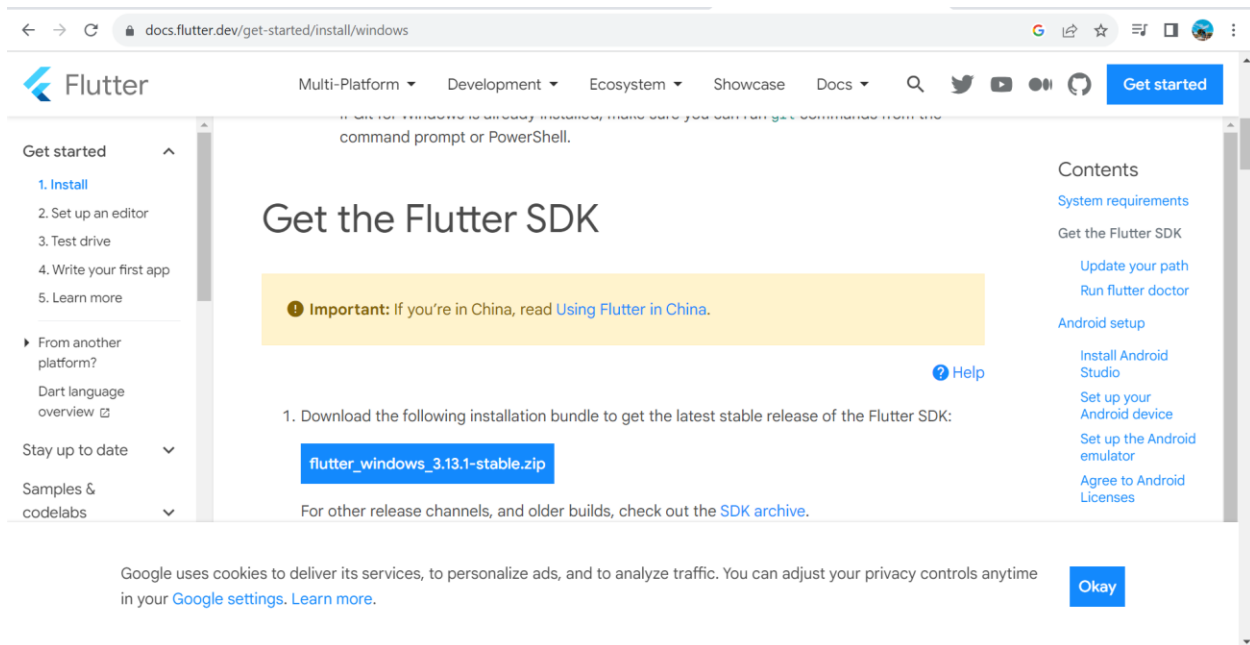 docs.flutter.dev/get-started/install/windows
Flutter
Multi-Platform
Development
Ecosystem
Showcase
Docs
Get started
Get started
1. Install
2. Set up an editor
3. Test drive
4. Write your first app
5. Learn more
From another
platform?
Dart language
overview
Stay up to date
Samples &
codelabs
commands from the
command prompt or PowerShell.
Get the Flutter SDK
Important: If you're in China, read Using Flutter in China.
Help
1. Download the following installation bundle to get the latest stable release of the Flutter SDK:
flutter_windows_3.13.1-stable.zip
For other release channels, and older builds, check out the SDK archive.
Contents
System requirements
Get the Flutter SDK
Update your path
Run flutter doctor
Android setup
Install Android
Studio
Set up your
Android device
Set up the Android
emulator
Agree to Android
Licenses
Google uses cookies to deliver its services, to personalize ads, and to analyze traffic. You can adjust your privacy controls anytime
in your Google settings. Learn more.
Okay